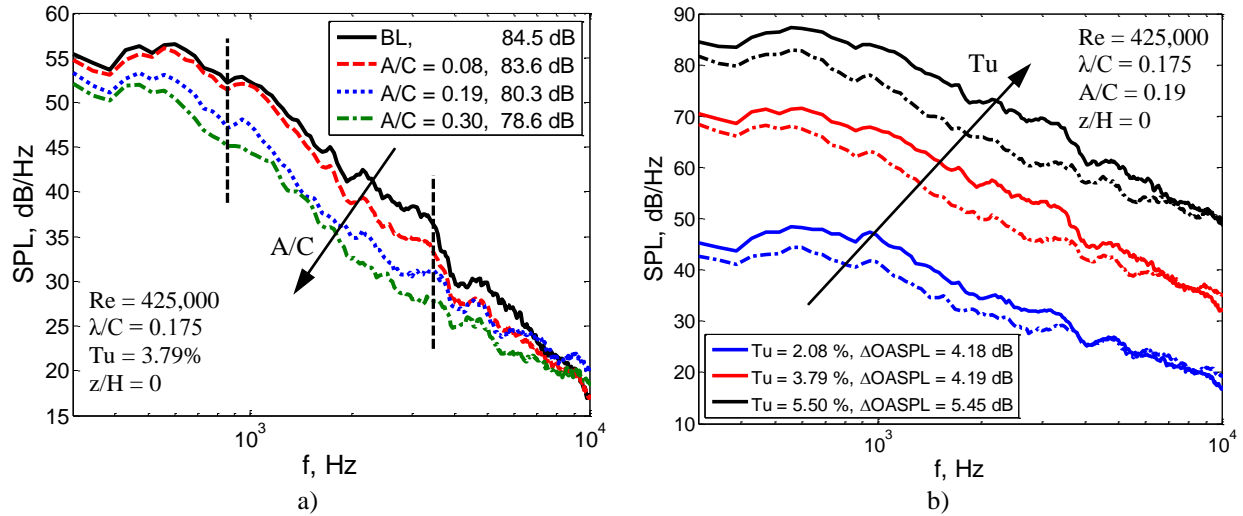 60
55
50
45
40
35
30
25
20
15
SPL, dB/Hz
BL, 84.5 dB
A/C = 0.08, 83.6 dB
A/C = 0.19, 80.3 dB
A/C = 0.30, 78.6 dB
A/C
Re = 425,000
λ/C = 0.175
Tu = 3.79%
z/H = 0
10³ 10⁴
f, Hz
a)
90
80
70
60
50
40
30
20
10
SPL, dB/Hz
Tu
Re = 425,000
λ/C = 0.175
A/C = 0.19
z/H = 0
Tu = 2.08 %, ΔOASPL = 4.18 dB
Tu = 3.79 %, ΔOASPL = 4.19 dB
Tu = 5.50 %, ΔOASPL = 5.45 dB
10³ 10⁴
f, Hz
b)